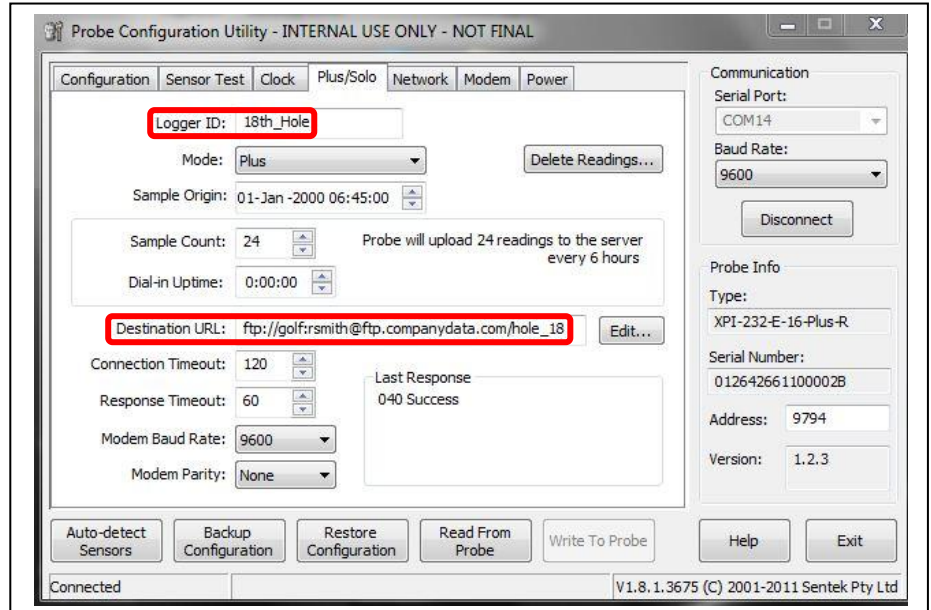 Probe Configuration Utility - INTERNAL USE ONLY - NOT FINAL
Configuration Sensor Test Clock Plus/Solo Network Modem Power
Logger ID: 18th_Hole
Mode: Plus Delete Readings...
Sample Origin: 01-Jan -2000 06:45:00
Sample Count: 24 Probe will upload 24 readings to the server
every 6 hours
Dial-in Uptime: 0:00:00
Destination URL: ftp://golf:rsmith@ftp.companydata.com/hole_18 Edit...
Connection Timeout: 120
Response Timeout: 60
Modem Baud Rate: 9600
Modem Parity: None
Last Response
040 Success
Communication
Serial Port:
COM14
Baud Rate:
9600
Disconnect
Probe Info
Type:
XPI-232-E-16-Plus-R
Serial Number:
012642661100002B
Address: 9794
Version: 1.2.3
Auto-detect
Sensors
Backup
Configuration
Restore
Configuration
Read From
Probe
Write To Probe
Help
Exit
Connected
V1.8.1.3675 (C) 2001-2011 Sentek Pty Ltd